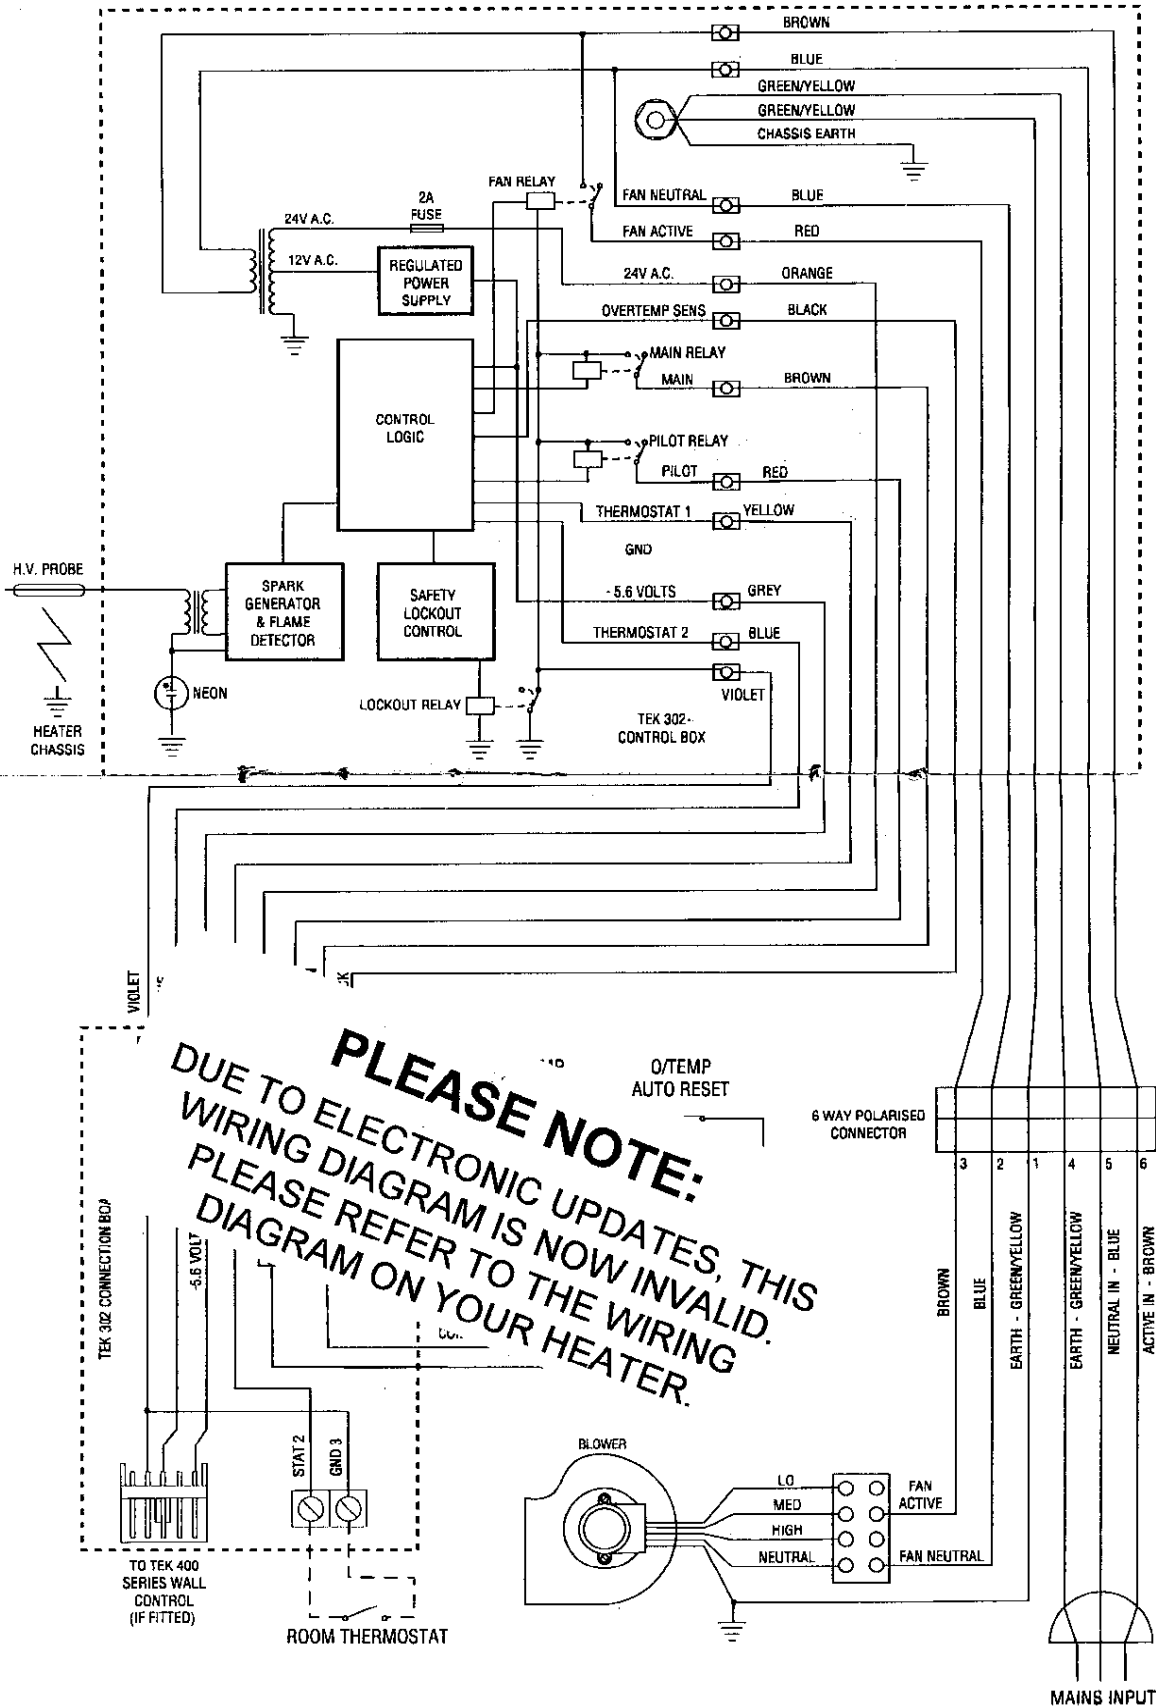 BROWN
BLUE
GREEN/YELLOW
GREEN/YELLOW
CHASSIS EARTH
FAN RELAY
FAN NEUTRAL
BLUE
24V A.C.
2A
FUSE
FAN ACTIVE
RED
12V A.C.
REGULATED
POWER
SUPPLY
24V A.C.
ORANGE
OVERTEMP SENS
BLACK
MAIN RELAY
MAIN
BROWN
CONTROL
LOGIC
PILOT RELAY
PILOT
RED
THERMOSTAT 1
YELLOW
GND
H.V. PROBE
SPARK
GENERATOR
& FLAME
DETECTOR
SAFETY
LOCKOUT
CONTROL
- 5.6 VOLTS
GREY
THERMOSTAT 2
BLUE
NEON
LOCKOUT RELAY
VIOLET
HEATER
CHASSIS
TEK 302-
CONTROL BOX
VIOLET
PLEASE NOTE:
DUE TO ELECTRONIC UPDATES, THIS
WIRING DIAGRAM IS NOW INVALID.
PLEASE REFER TO THE WIRING
DIAGRAM ON YOUR HEATER.
O/TEMP
AUTO RESET
6 WAY POLARISED
CONNECTOR
3 2 1 4 5 6
TEK 302 CONNECTION
-5.6 VOLT
BROWN
BLUE
EARTH - GREEN/YELLOW
EARTH - GREEN/YELLOW
NEUTRAL IN - BLUE
ACTIVE IN - BROWN
STAT 2
GND 3
BLOWER
LO
MED
HIGH
NEUTRAL
FAN
ACTIVE
FAN NEUTRAL
TO TEK 400
SERIES WALL
CONTROL
(IF FITTED)
ROOM THERMOSTAT
MAINS INPUT